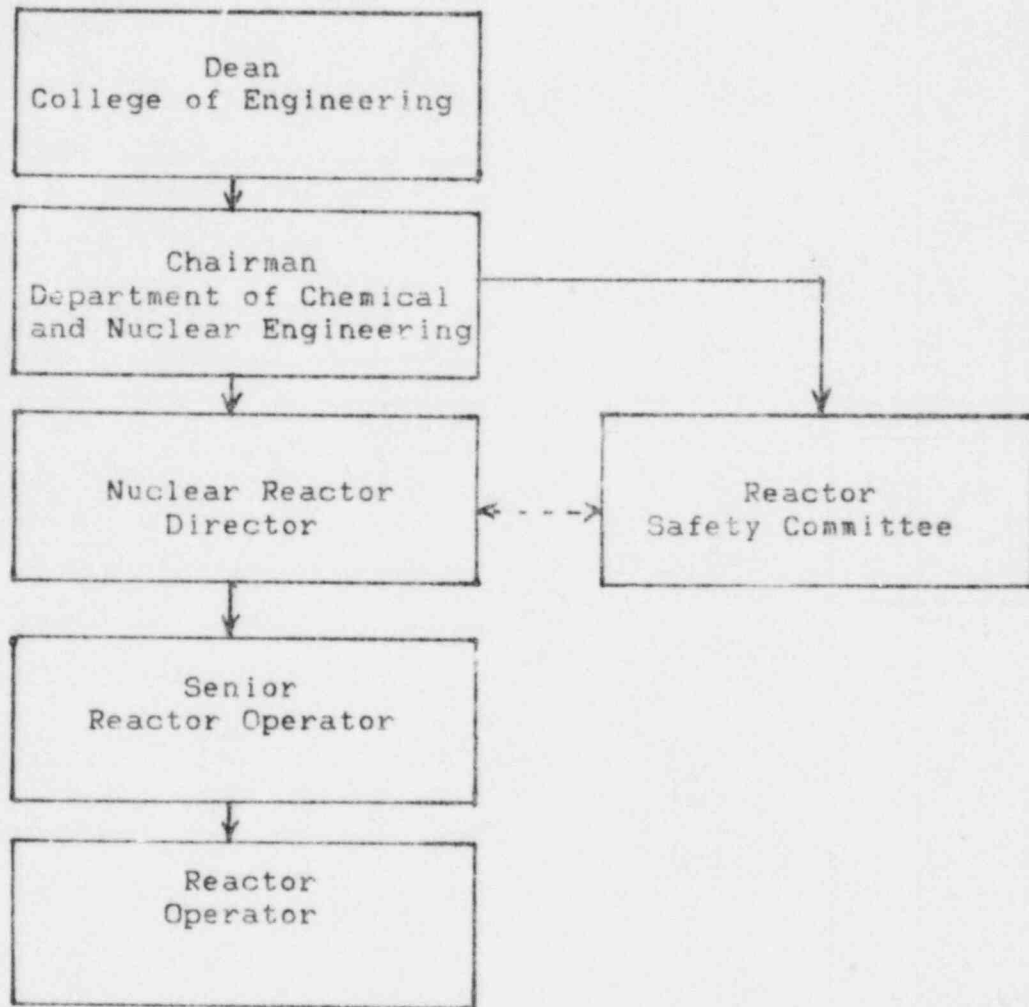 Dean
College of Engineering
Chairman
Department of Chemical
and Nuclear Engineering
Nuclear Reactor
Director
Reactor
Safety Committee
Senior
Reactor Operator
Reactor
Operator